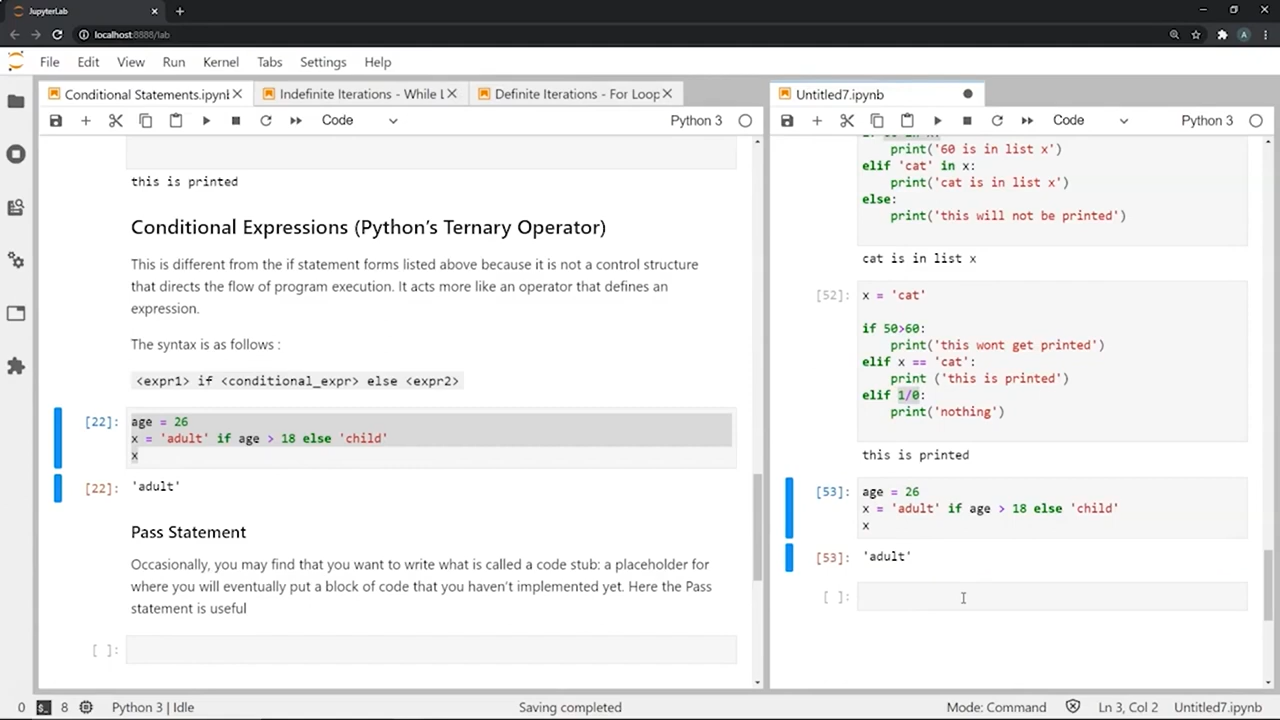 JupyterLab
localhost:8888/lab
File Edit View Run Kernel Tabs Settings Help
Conditional Statements.ipynb
Indefinite Iterations - While L
Definite Iterations - For Loop
Untitled7.ipynb
Code
Python 3
Code
Python 3
this is printed
Conditional Expressions (Python's Ternary Operator)
This is different from the if statement forms listed above because it is not a control structure
that directs the flow of program execution. It acts more like an operator that defines an
expression.
The syntax is as follows :
<expr1> if <conditional_expr> else <expr2>
[22]: age = 26
x = 'adult' if age > 18 else 'child'
x
[22]: 'adult'
Pass Statement
Occasionally, you may find that you want to write what is called a code stub: a placeholder for
where you will eventually put a block of code that you haven't implemented yet. Here the Pass
statement is useful
[ ]:
print('60 is in list x')
elif 'cat' in x:
print('cat is in list x')
else:
print('this will not be printed')
cat is in list x
[52]: x = 'cat'
if 50>60:
print('this wont get printed')
elif x == 'cat':
print ('this is printed')
elif 1/0:
print('nothing')
this is printed
[53]: age = 26
x = 'adult' if age > 18 else 'child'
x
[53]: 'adult'
[ ]:
0 8 Python 3 | Idle Saving completed Mode: Command Ln 3, Col 2 Untitled7.ipynb